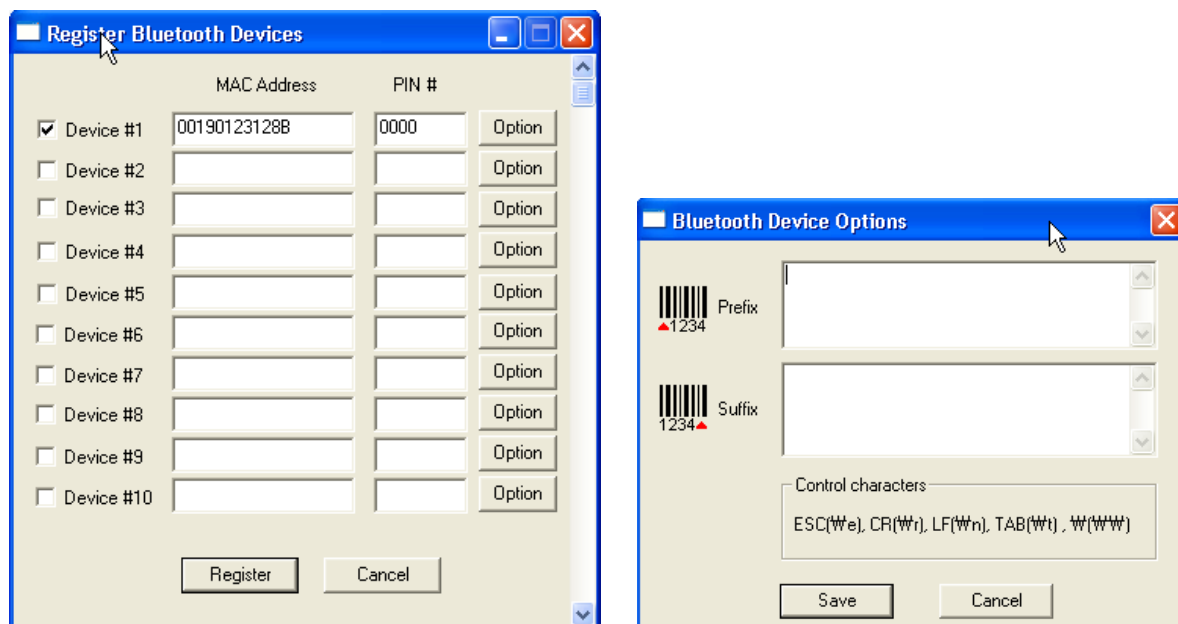 Register Bluetooth Devices
MAC Address PIN #
Device #1 00190123128B 0000 Option
Device #2 Option
Device #3 Option
Device #4 Option
Device #5 Option
Device #6 Option
Device #7 Option
Device #8 Option
Device #9 Option
Device #10 Option
Register Cancel
Bluetooth Device Options
Prefix
1234
Suffix
1234
Control characters
ESC(₩e), CR(₩r), LF(₩n), TAB(₩t) , ₩(₩₩)
Save Cancel